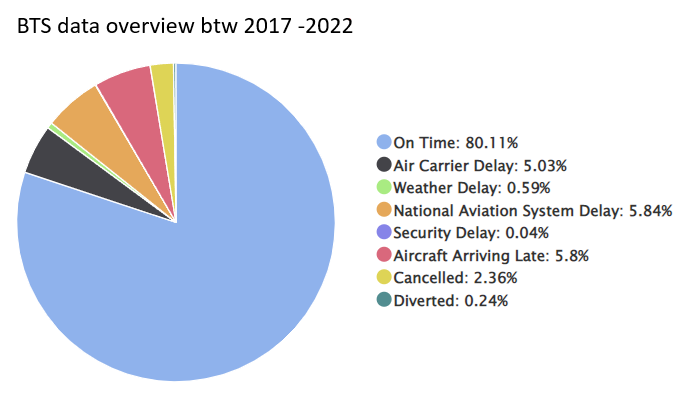 BTS data overview btw 2017 -2022
On Time: 80.11%
Air Carrier Delay: 5.03%
Weather Delay: 0.59%
National Aviation System Delay: 5.84%
Security Delay: 0.04%
Aircraft Arriving Late: 5.8%
Cancelled: 2.36%
Diverted: 0.24%